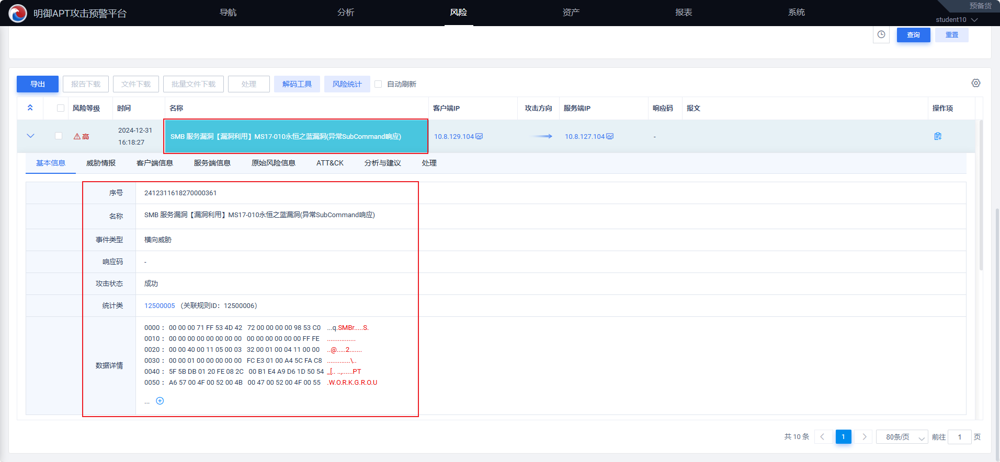 明御APT攻击预警平台
导航
分析
风险
资产
报表
系统
预备货
student10
查询
重置
导出
报告下载
文件下载
批量文件下载
处理
解码工具
风险统计
自动刷新
风险等级
时间
名称
客户端IP
攻击方向
服务端IP
响应码
报文
操作项
高
2024-12-31
16:18:27
SMB 服务漏洞【漏洞利用】MS17-010永恒之蓝漏洞(异常SubCommand响应)
10.8.129.104
10.8.127.104
-
基本信息
威胁情报
客户端信息
服务端信息
原始风险信息
ATT&CK
分析与建议
处理
序号
2412311618270000361
名称
SMB 服务漏洞【漏洞利用】MS17-010永恒之蓝漏洞(异常SubCommand响应)
事件类型
横向威胁
响应码
-
攻击状态
成功
统计类
12500005 （关联规则ID：12500006）
数据详情
0000 : 00 00 00 71 FF 53 4D 42 72 00 00 00 00 98 53 C0 ...q.SMBr.....S.
0010 : 00 00 00 00 00 00 00 00 00 00 00 00 00 00 FF FE ................
0020 : 00 00 40 00 11 05 00 03 32 00 01 00 04 11 00 00 ..@.....2.......
0030 : 00 00 01 00 00 00 00 00 FC E3 01 00 A4 5C FA C8 .............\..
0040 : 5F 5B DB 01 20 FE 08 2C 00 B1 E4 A9 D6 1D 50 54 _[.. ..,......PT
0050 : A6 57 00 4F 00 52 00 4B 00 47 00 52 00 4F 00 55 .W.O.R.K.G.R.O.U
...
共 10 条
1
80条/页
前往 1 页